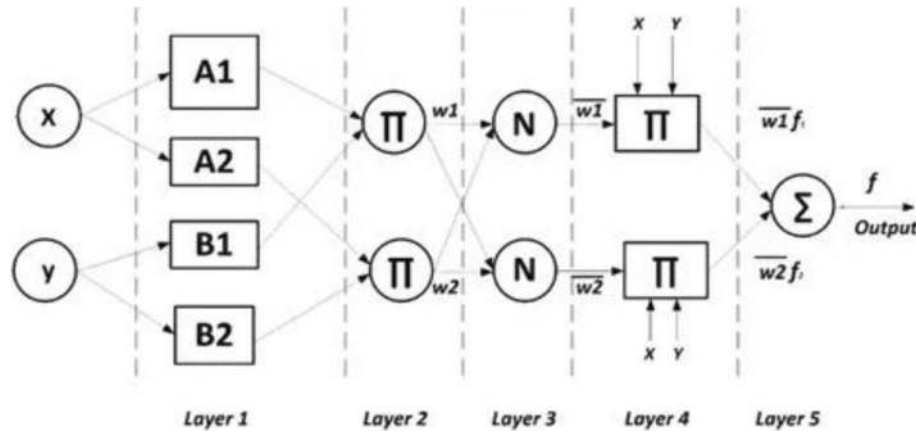 X Y
A1
x
Π w1 N w1 Π w1 f₁
A2
f
Σ
Output
B1
y
Π w2 N w2 Π w2 f₂
B2
X Y
Layer 1 Layer 2 Layer 3 Layer 4 Layer 5